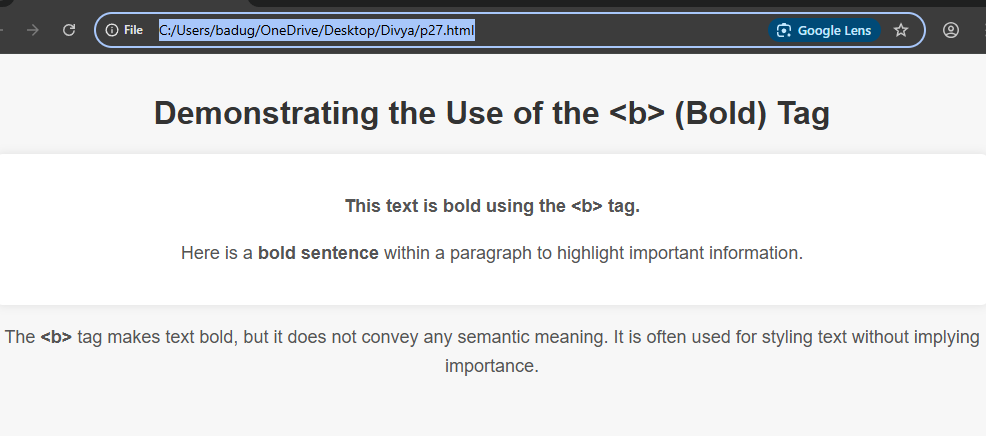 File C:/Users/badug/OneDrive/Desktop/Divya/p27.html Google Lens
Demonstrating the Use of the <b> (Bold) Tag
This text is bold using the <b> tag.
Here is a bold sentence within a paragraph to highlight important information.
The <b> tag makes text bold, but it does not convey any semantic meaning. It is often used for styling text without implying
importance.